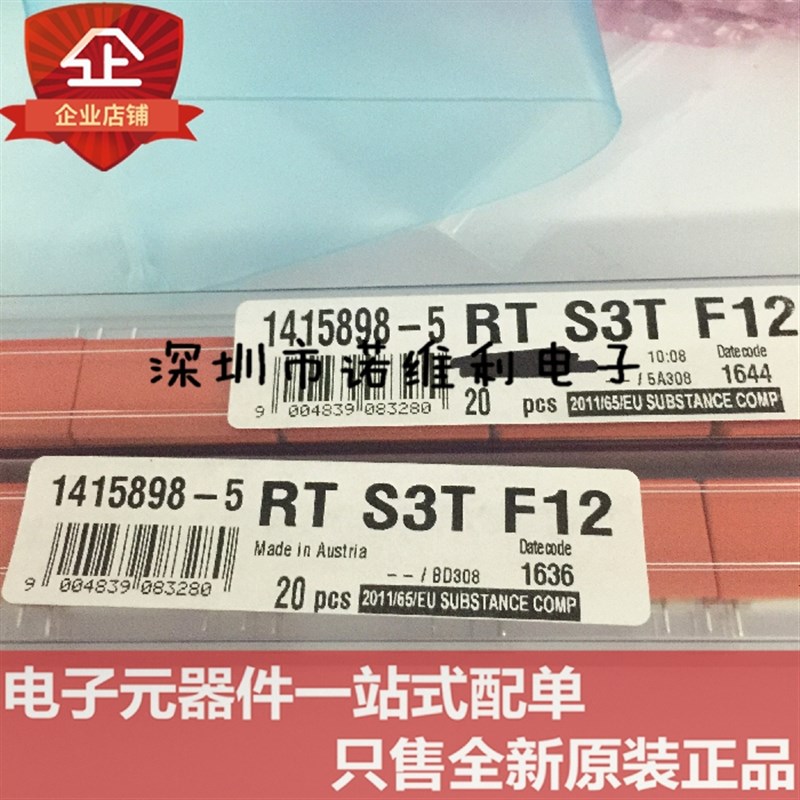 企
企业店铺
1415898-5 RT S3T F12
深圳市诺维利电子
10:08 Datecode
/ 5A308 1644
9 004839 083280 20 pcs 2011/65/EU SUBSTANCE COMP
1415898-5 RT S3T F12
Made in Austria Datecode
--/BD308 1636
9 004839 083280 20 pcs 2011/65/EU SUBSTANCE COMP
电子元器件一站式配单
只售全新原装正品